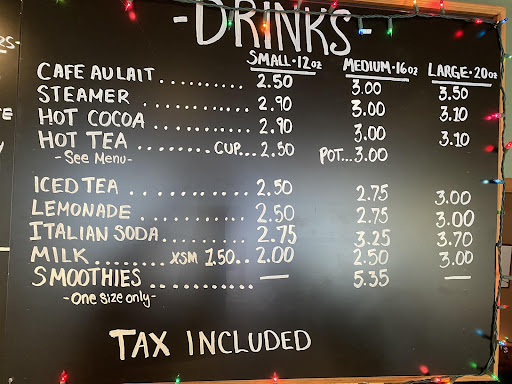 -DRINKS-
SMALL·12oz MEDIUM·16oz LARGE·20oz
CAFE AU LAIT.......... 2.50 3.00 3.50
STEAMER ............ 2.90 3.00 3.10
HOT COCOA........... 2.90 3.00 3.10
HOT TEA ........ CUP... 2.50 POT...3.00
-See Menu-
ICED TEA ............. 2.50 2.75 3.00
LEMONADE ........... 2.50 2.75 3.00
ITALIAN SODA........ 2.75 3.25 3.70
MILK........ XSM 1.50.. 2.00 2.50 3.00
SMOOTHIES ........... — 5.35 —
-One Size only-
TAX INCLUDED